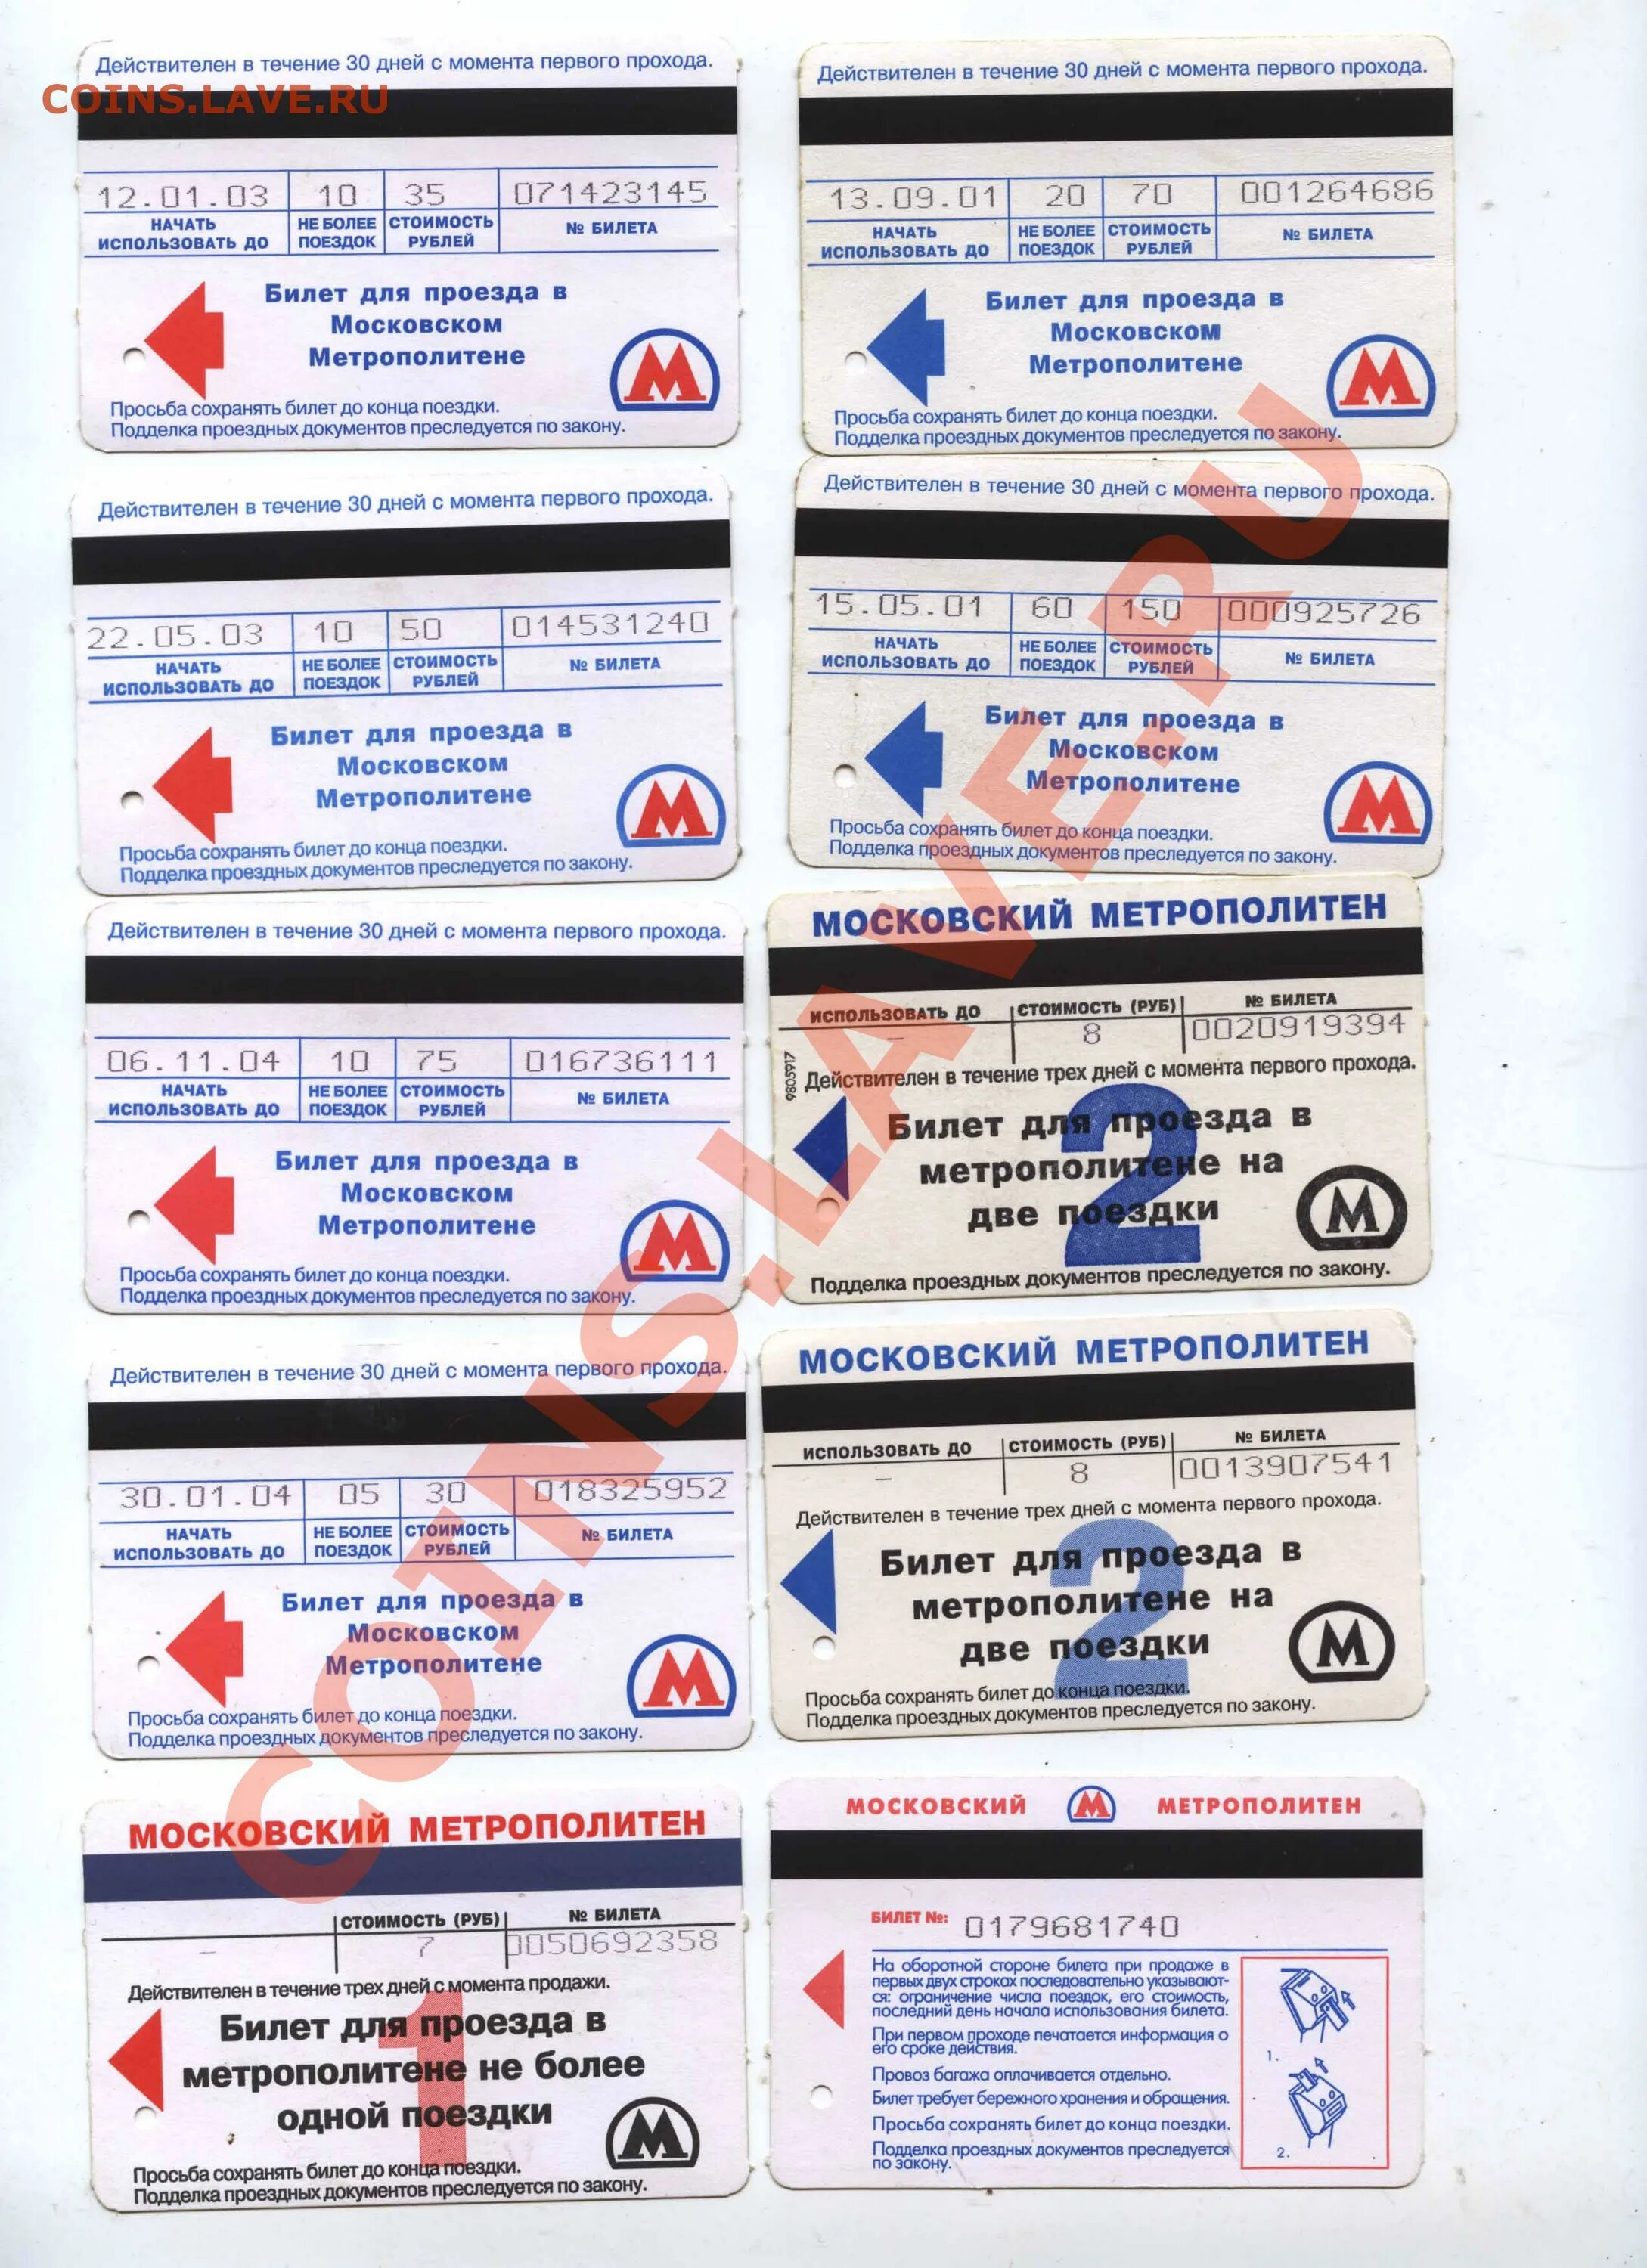 COINS.LAVE.RU
Действителен в течение 30 дней с момента первого прохода.
12.01.03 10 35 071423145
НАЧАТЬ ИСПОЛЬЗОВАТЬ ДО НЕ БОЛЕЕ ПОЕЗДОК СТОИМОСТЬ РУБЛЕЙ № БИЛЕТА
Билет для проезда в
Московском
Метрополитене
М
Просьба сохранять билет до конца поездки.
Подделка проездных документов преследуется по закону.
Действителен в течение 30 дней с момента первого прохода.
13.09.01 20 70 001264686
НАЧАТЬ ИСПОЛЬЗОВАТЬ ДО НЕ БОЛЕЕ ПОЕЗДОК СТОИМОСТЬ РУБЛЕЙ № БИЛЕТА
Билет для проезда в
Московском
Метрополитене
М
Просьба сохранять билет до конца поездки.
Подделка проездных документов преследуется по закону.
Действителен в течение 30 дней с момента первого прохода.
22.05.03 10 50 014531240
НАЧАТЬ ИСПОЛЬЗОВАТЬ ДО НЕ БОЛЕЕ ПОЕЗДОК СТОИМОСТЬ РУБЛЕЙ № БИЛЕТА
Билет для проезда в
Московском
Метрополитене
М
Просьба сохранять билет до конца поездки.
Подделка проездных документов преследуется по закону.
Действителен в течение 30 дней с момента первого прохода.
15.05.01 60 150 000925726
НАЧАТЬ ИСПОЛЬЗОВАТЬ ДО НЕ БОЛЕЕ ПОЕЗДОК СТОИМОСТЬ РУБЛЕЙ № БИЛЕТА
Билет для проезда в
Московском
Метрополитене
М
Просьба сохранять билет до конца поездки.
Подделка проездных документов преследуется по закону.
Действителен в течение 30 дней с момента первого прохода.
06.11.04 10 75 016736111
НАЧАТЬ ИСПОЛЬЗОВАТЬ ДО НЕ БОЛЕЕ ПОЕЗДОК СТОИМОСТЬ РУБЛЕЙ № БИЛЕТА
Билет для проезда в
Московском
Метрополитене
М
Просьба сохранять билет до конца поездки.
Подделка проездных документов преследуется по закону.
МОСКОВСКИЙ МЕТРОПОЛИТЕН
ИСПОЛЬЗОВАТЬ ДО СТОИМОСТЬ (РУБ) № БИЛЕТА
– 8 0020919394
9805917
Действителен в течение трех дней с момента первого прохода.
2
Билет для проезда в
метрополитене на
две поездки
М
Подделка проездных документов преследуется по закону.
Действителен в течение 30 дней с момента первого прохода.
30.01.04 05 30 018325952
НАЧАТЬ ИСПОЛЬЗОВАТЬ ДО НЕ БОЛЕЕ ПОЕЗДОК СТОИМОСТЬ РУБЛЕЙ № БИЛЕТА
Билет для проезда в
Московском
Метрополитене
М
Просьба сохранять билет до конца поездки.
Подделка проездных документов преследуется по закону.
МОСКОВСКИЙ МЕТРОПОЛИТЕН
ИСПОЛЬЗОВАТЬ ДО СТОИМОСТЬ (РУБ) № БИЛЕТА
– 8 0013907541
Действителен в течение трех дней с момента первого прохода.
2
Билет для проезда в
метрополитене на
две поездки
М
Просьба сохранять билет до конца поездки.
Подделка проездных документов преследуется по закону.
МОСКОВСКИЙ МЕТРОПОЛИТЕН
СТОИМОСТЬ (РУБ) № БИЛЕТА
– 7 0050692358
Действителен в течение трех дней с момента продажи.
1
Билет для проезда в
метрополитене не более
одной поездки
М
Просьба сохранять билет до конца поездки.
Подделка проездных документов преследуется по закону.
МОСКОВСКИЙ М МЕТРОПОЛИТЕН
БИЛЕТ №: 0179681740
На оборотной стороне билета при продаже в
первых двух строках последовательно указывают-
ся: ограничение числа поездок, его стоимость,
последний день начала использования билета.
При первом проходе печатается информация о
его сроке действия.
Провоз багажа оплачивается отдельно.
Билет требует бережного хранения и обращения.
Просьба сохранять билет до конца поездки.
Подделка проездных документов преследуется
по закону.
1.
2.
COINS.LAVE.RU